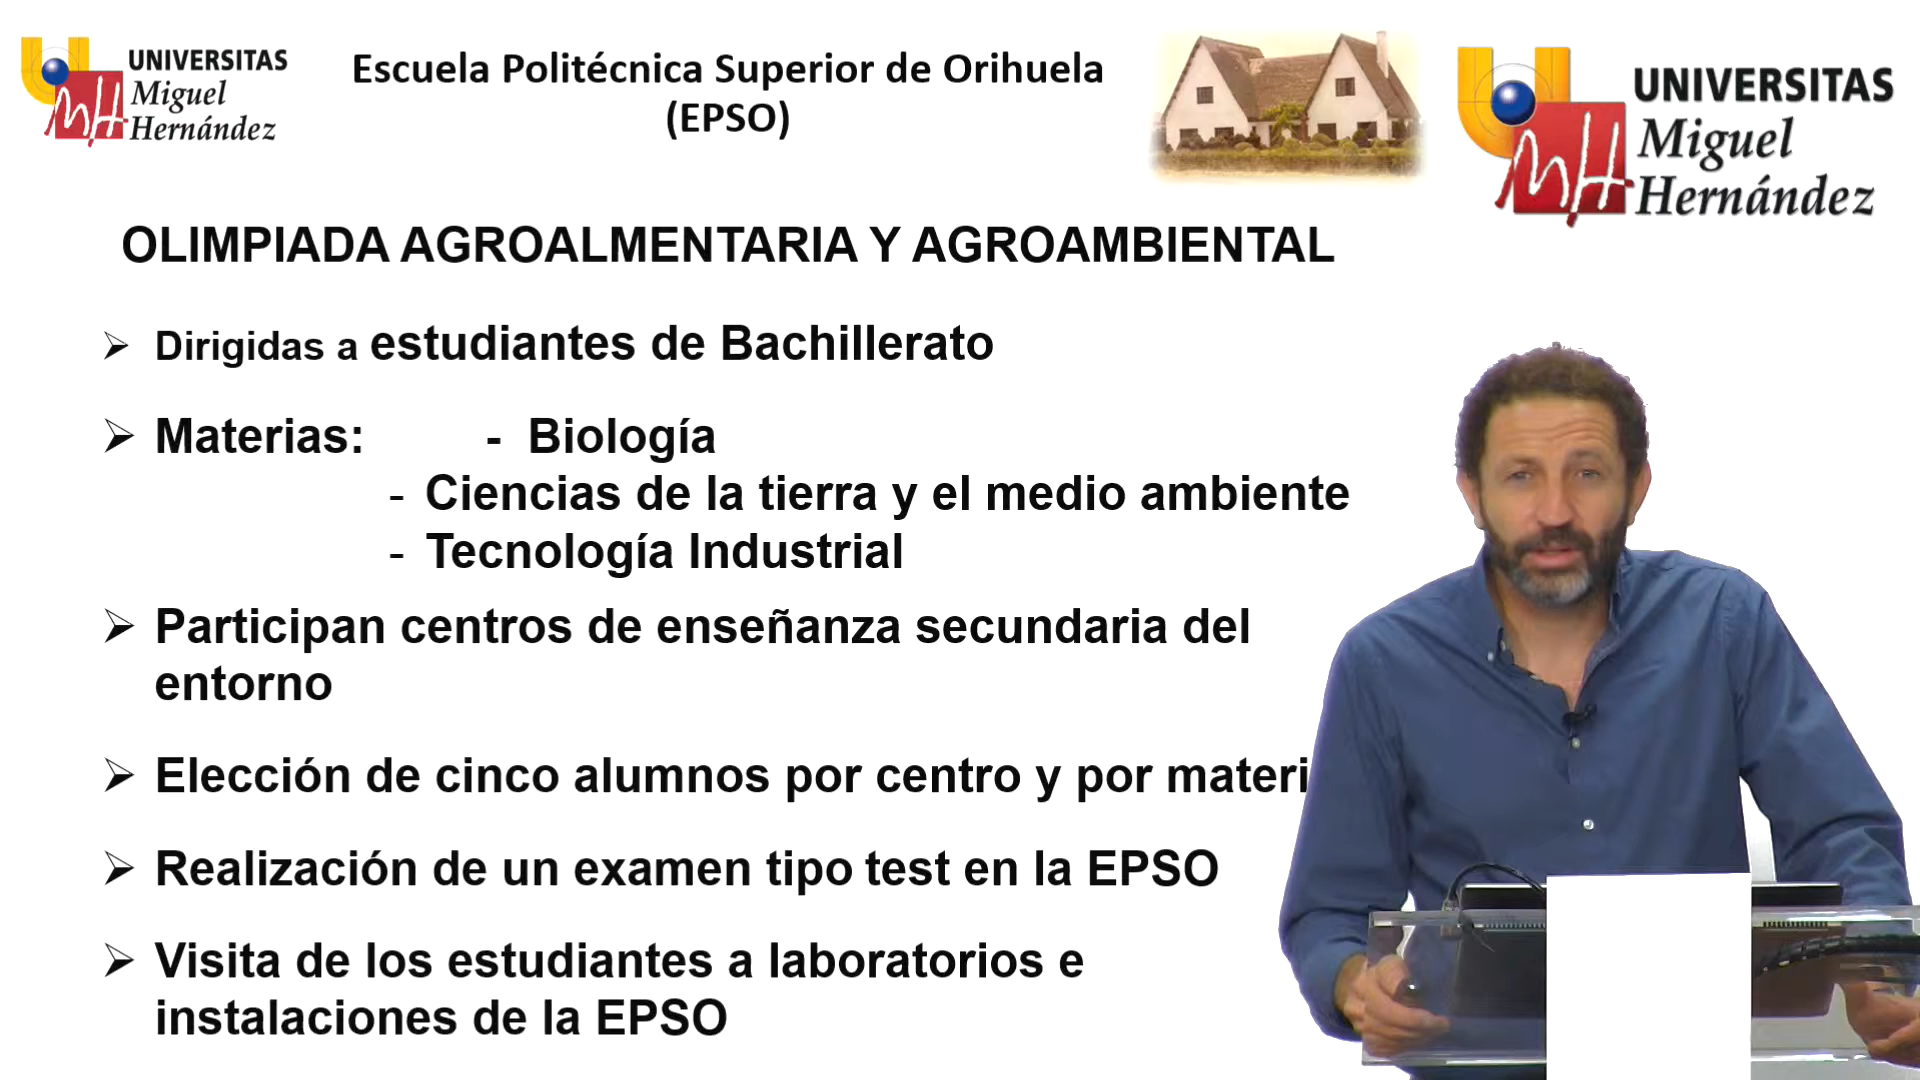 UNIVERSITAS
Miguel
Hernández
Escuela Politécnica Superior de Orihuela
(EPSO)
UNIVERSITAS
Miguel
Hernández
OLIMPIADA AGROALMENTARIA Y AGROAMBIENTAL
➢ Dirigidas a estudiantes de Bachillerato
➢ Materias: - Biología
- Ciencias de la tierra y el medio ambiente
- Tecnología Industrial
➢ Participan centros de enseñanza secundaria del
entorno
➢ Elección de cinco alumnos por centro y por materi
➢ Realización de un examen tipo test en la EPSO
➢ Visita de los estudiantes a laboratorios e
instalaciones de la EPSO